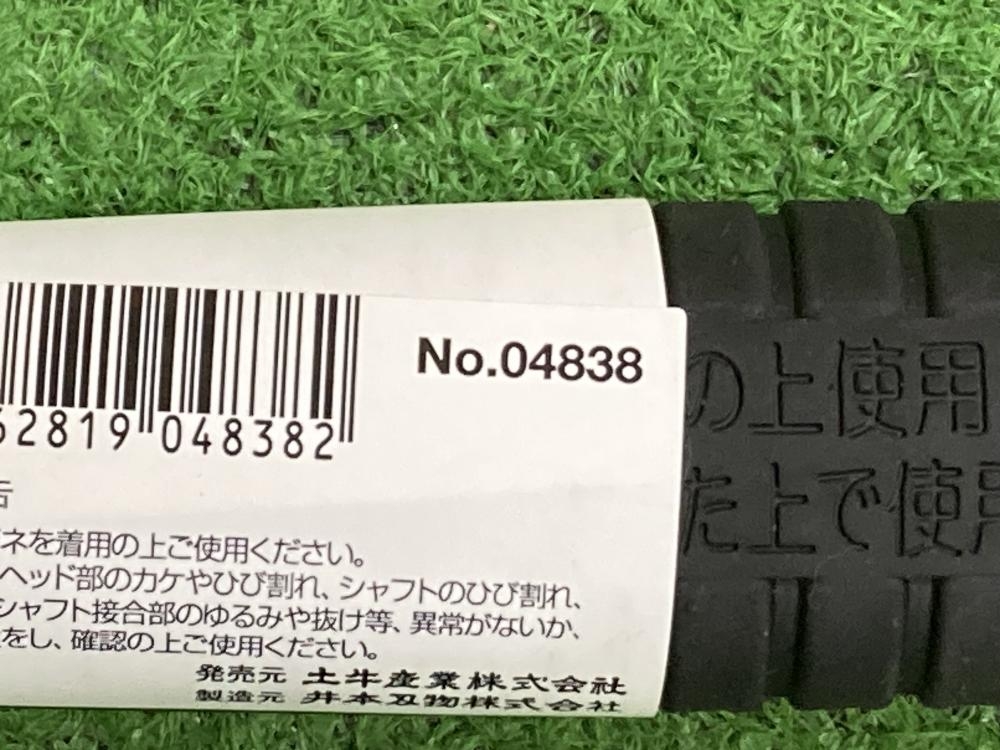 No.04838
62819 048382
告
ネを着用の上ご使用ください。
ヘッド部のカケやひび割れ、シャフトのひび割れ、
シャフト接合部のゆるみや抜け等、異常がないか、
をし、確認の上ご使用ください。
発売元 土牛産業株式会社
製造元 井本刃物株式会社
の上使用
た上で使用